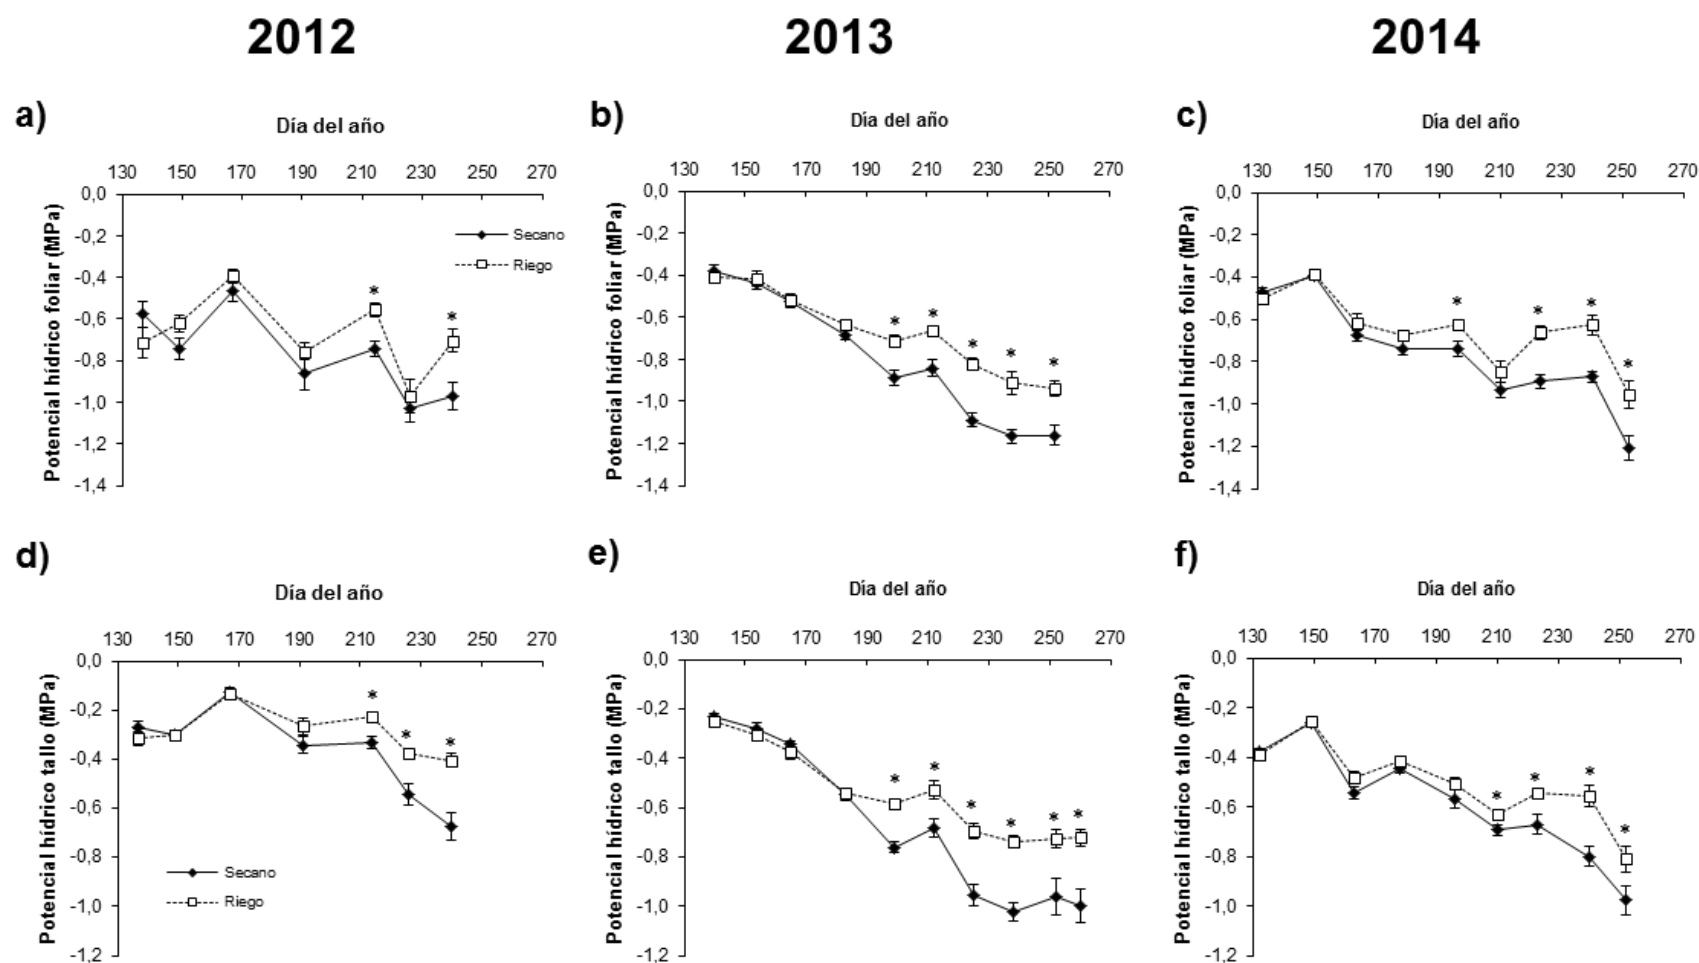 2012 2013 2014
a)
Día del año
130 150 170 190 210 230 250 270
0,0
-0,2
-0,4
-0,6
-0,8
-1,0
-1,2
-1,4
Potencial hídrico foliar (MPa)
Secano
Riego
* *
b)
Día del año
130 150 170 190 210 230 250 270
0,0
-0,2
-0,4
-0,6
-0,8
-1,0
-1,2
-1,4
Potencial hídrico foliar (MPa)
* * * * *
c)
Día del año
130 150 170 190 210 230 250 270
0,0
-0,2
-0,4
-0,6
-0,8
-1,0
-1,2
-1,4
Potencial hídrico foliar (MPa)
* * * *
d)
Día del año
130 150 170 190 210 230 250 270
0,0
-0,2
-0,4
-0,6
-0,8
-1,0
-1,2
Potencial hídrico tallo (MPa)
* * *
Secano
Riego
e)
Día del año
130 150 170 190 210 230 250 270
0,0
-0,2
-0,4
-0,6
-0,8
-1,0
-1,2
Potencial hídrico tallo (MPa)
* * * * * *
f)
Día del año
130 150 170 190 210 230 250 270
0,0
-0,2
-0,4
-0,6
-0,8
-1,0
-1,2
Potencial hídrico tallo (MPa)
* * * *